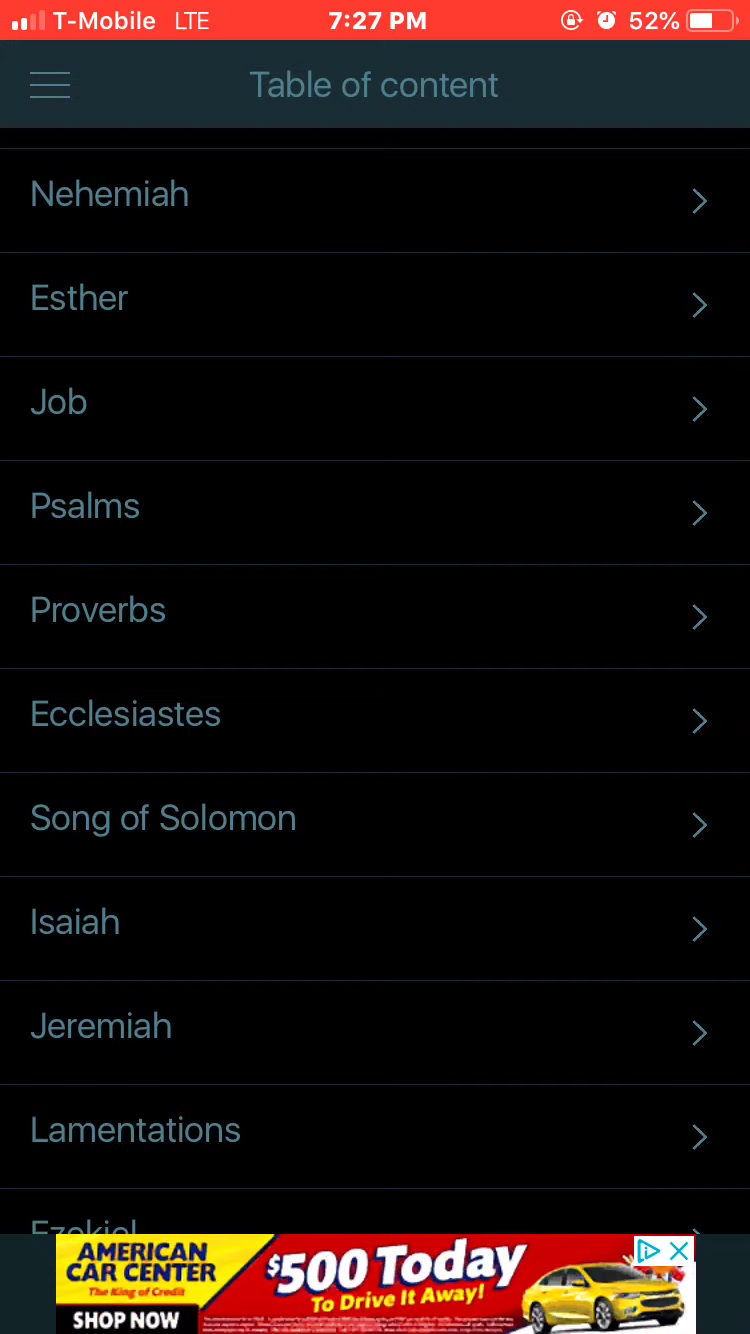 T-Mobile LTE 7:27 PM 52%
Table of content
Nehemiah
Esther
Job
Psalms
Proverbs
Ecclesiastes
Song of Solomon
Isaiah
Jeremiah
Lamentations
Ezekiel
AMERICAN
CAR CENTER
The King of Credit
SHOP NOW
$500 Today
To Drive It Away!